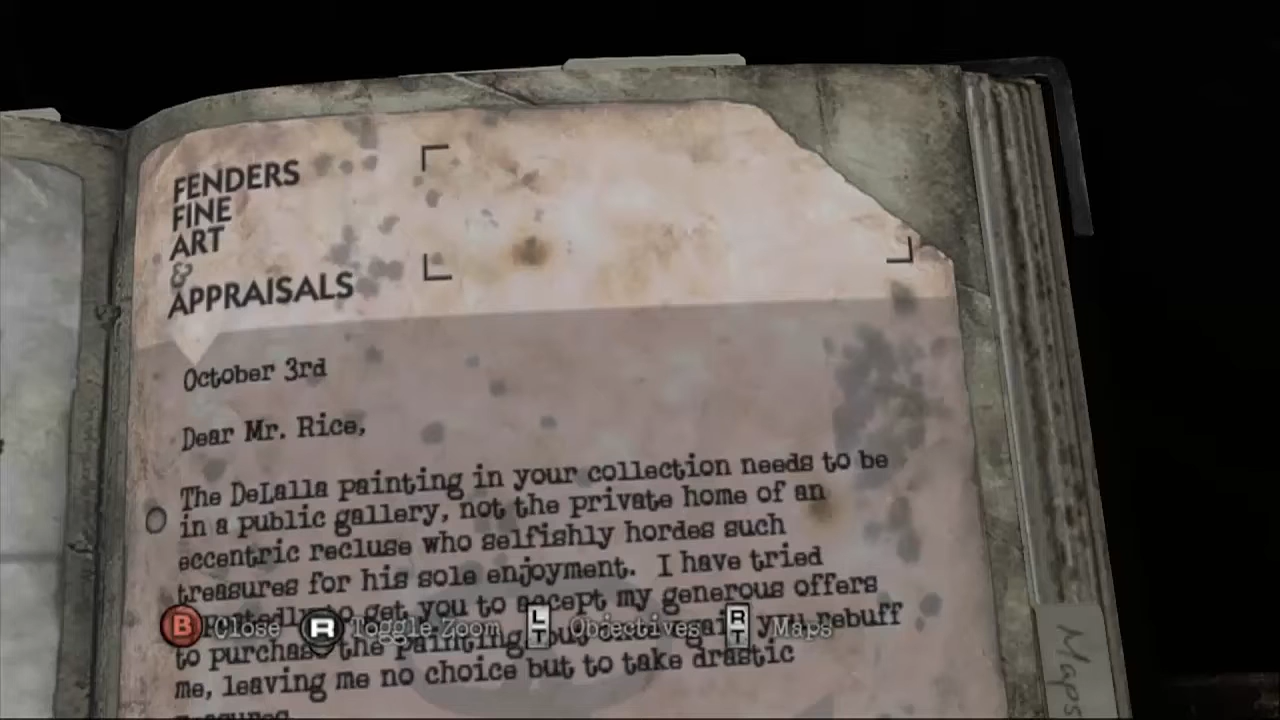 FENDERS
FINE
ART
&
APPRAISALS
October 3rd
Dear Mr. Rice,
The DeLalla painting in your collection needs to be
in a public gallery, not the private home of an
eccentric recluse who selfishly hordes such
treasures for his sole enjoyment. I have tried
to get you to accept my generous offers
to purchase the painting, but you rebuff
me, leaving me no choice but to take drastic
B Close R Toggle Zoom LT Objectives RT Maps
Maps